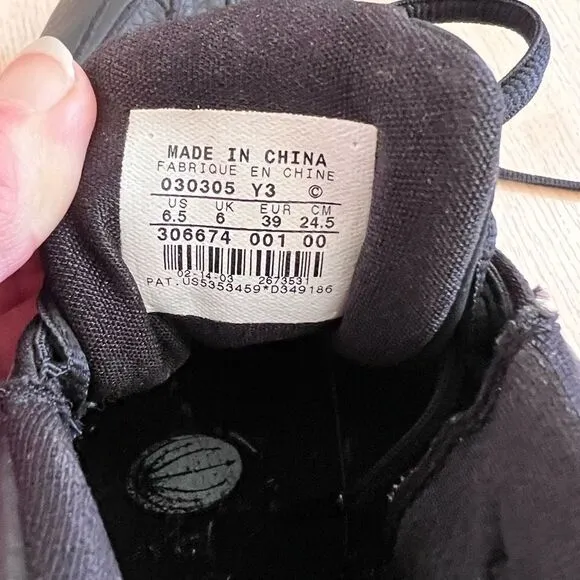 MADE IN CHINA
FABRIQUE EN CHINE
030305 Y3 ©
US UK EUR CM
6.5 6 39 24.5
306674 001 00
02-14-03 2673531
PAT.US5353459*D349186